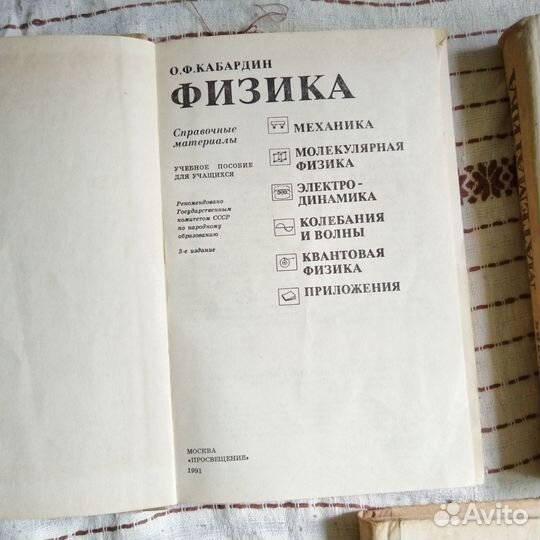 О.Ф.КАБАРДИН
ФИЗИКА
Справочные
материалы
УЧЕБНОЕ ПОСОБИЕ
ДЛЯ УЧАЩИХСЯ
Рекомендовано
Государственным
комитетом СССР
по народному
образованию
3-е издание
МЕХАНИКА
МОЛЕКУЛЯРНАЯ
ФИЗИКА
ЭЛЕКТРО-
ДИНАМИКА
КОЛЕБАНИЯ
И ВОЛНЫ
КВАНТОВАЯ
ФИЗИКА
ПРИЛОЖЕНИЯ
МОСКВА
«ПРОСВЕЩЕНИЕ»
1991
МАТЕМАТИКА
Avito